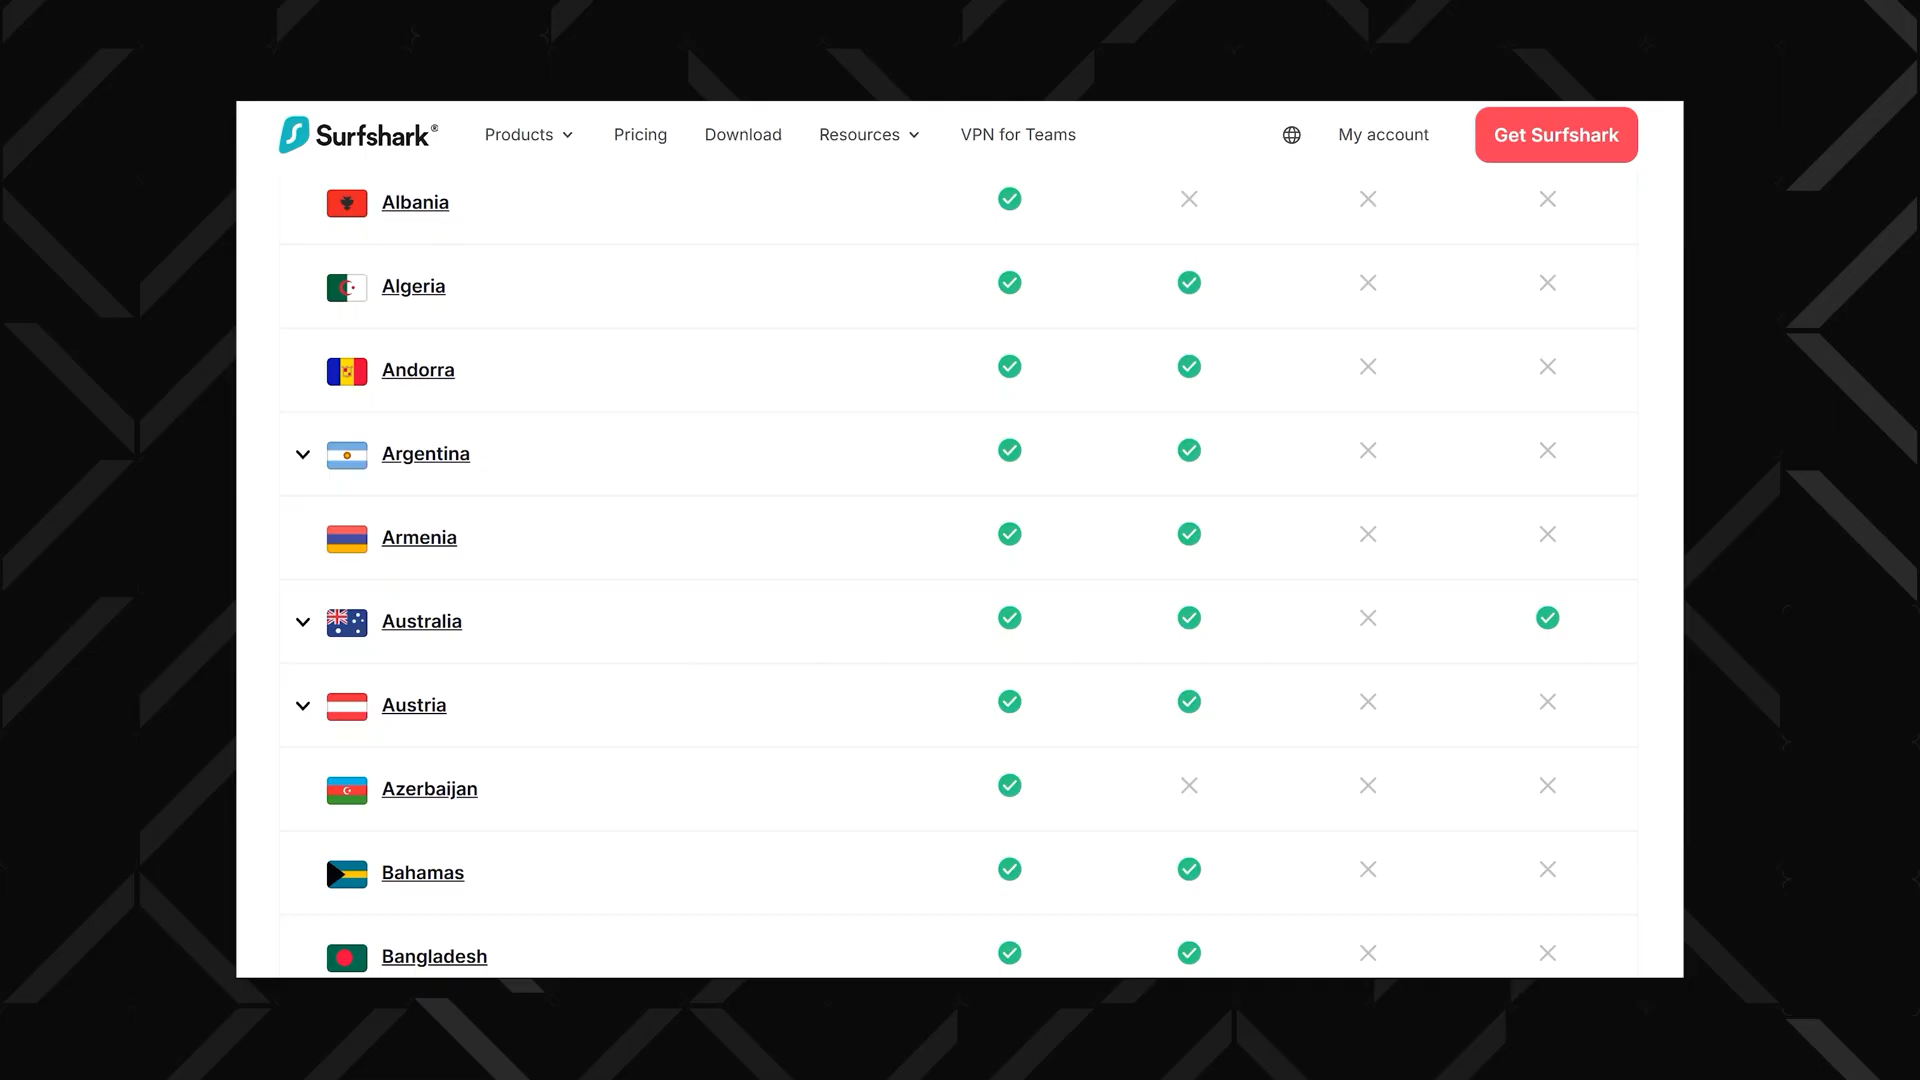 Surfshark® Products Pricing Download Resources VPN for Teams My account Get Surfshark
Albania
Algeria
Andorra
Argentina
Armenia
Australia
Austria
Azerbaijan
Bahamas
Bangladesh